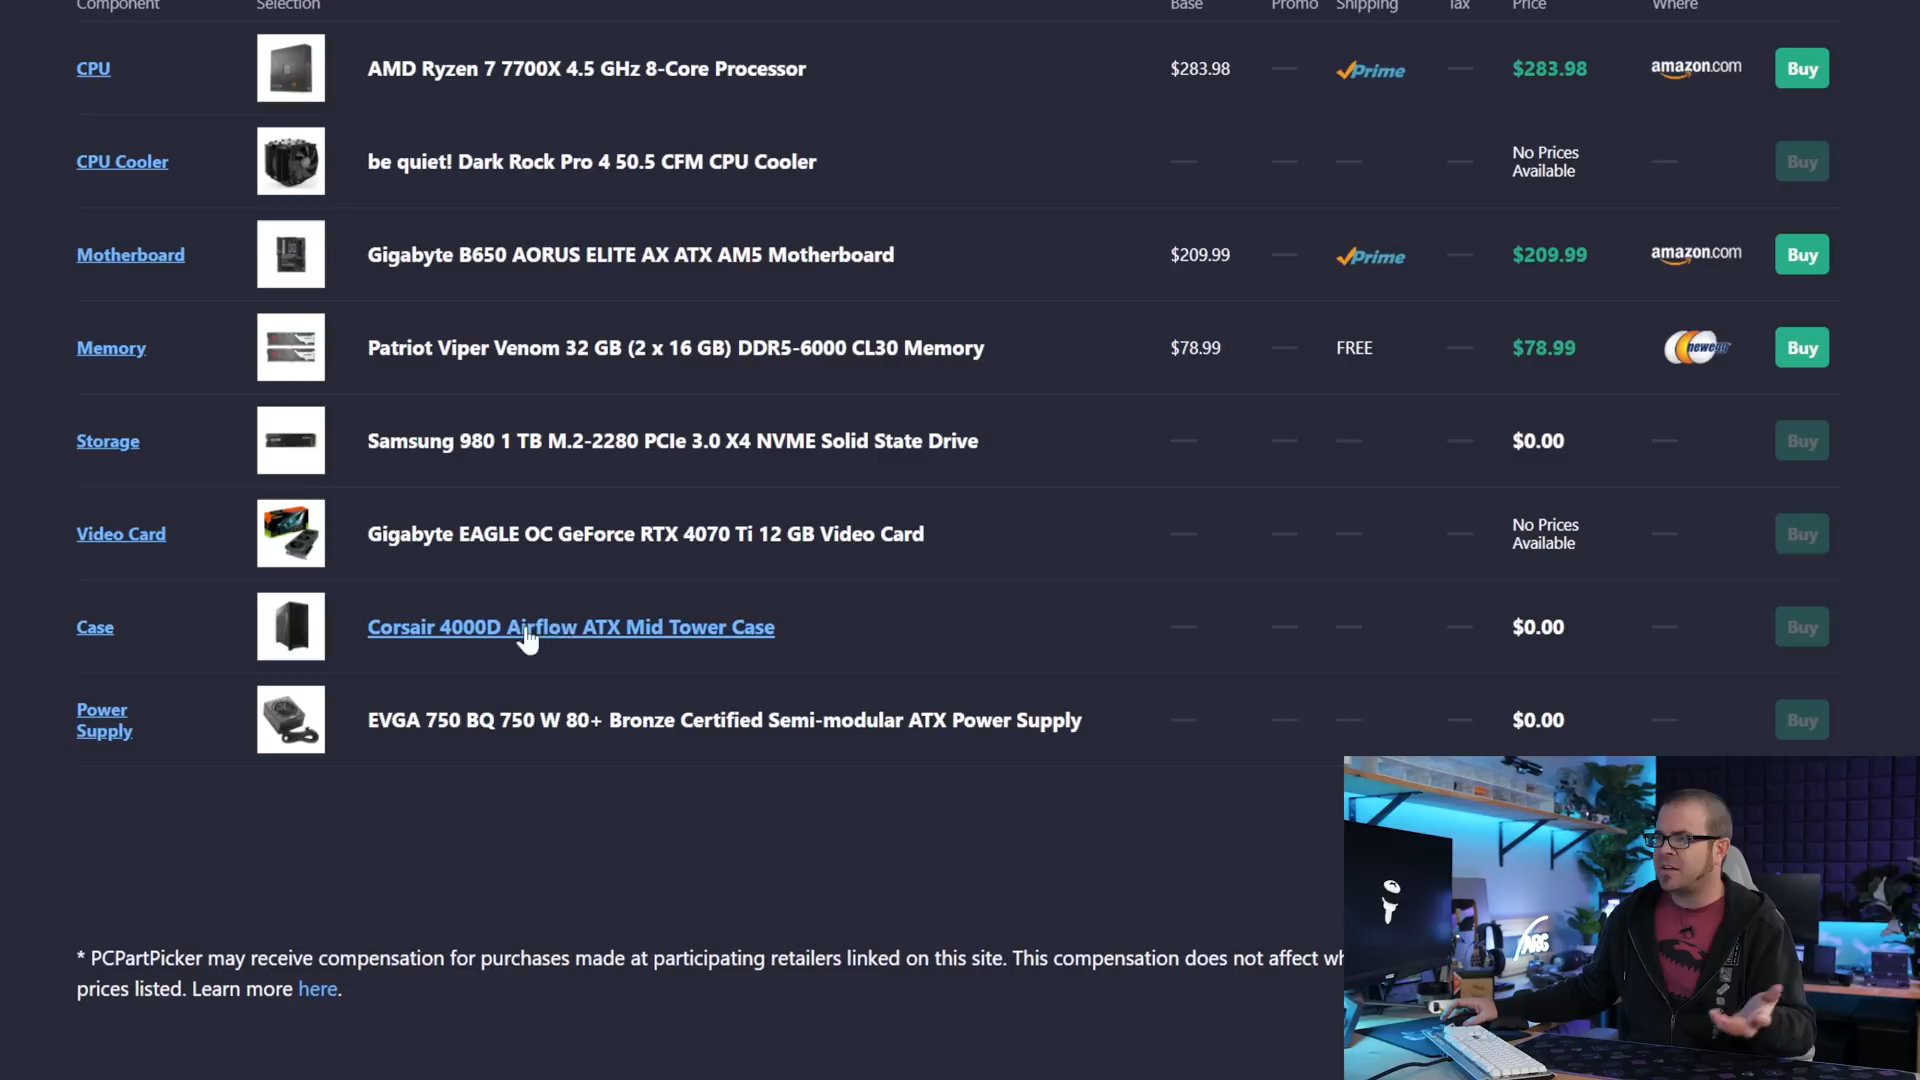 Component Selection Base Promo Shipping Tax Price Where
CPU AMD Ryzen 7 7700X 4.5 GHz 8-Core Processor $283.98 — Prime — $283.98 amazon.com Buy
CPU Cooler be quiet! Dark Rock Pro 4 50.5 CFM CPU Cooler — — — — No Prices Available — Buy
Motherboard Gigabyte B650 AORUS ELITE AX ATX AM5 Motherboard $209.99 — Prime — $209.99 amazon.com Buy
Memory Patriot Viper Venom 32 GB (2 x 16 GB) DDR5-6000 CL30 Memory $78.99 — FREE — $78.99 newegg Buy
Storage Samsung 980 1 TB M.2-2280 PCIe 3.0 X4 NVME Solid State Drive — — — — $0.00 — Buy
Video Card Gigabyte EAGLE OC GeForce RTX 4070 Ti 12 GB Video Card — — — — No Prices Available — Buy
Case Corsair 4000D Airflow ATX Mid Tower Case — — — — $0.00 — Buy
Power Supply EVGA 750 BQ 750 W 80+ Bronze Certified Semi-modular ATX Power Supply — — — — $0.00 — Buy
ARG
* PCPartPicker may receive compensation for purchases made at participating retailers linked on this site. This compensation does not affect wh
prices listed. Learn more here.